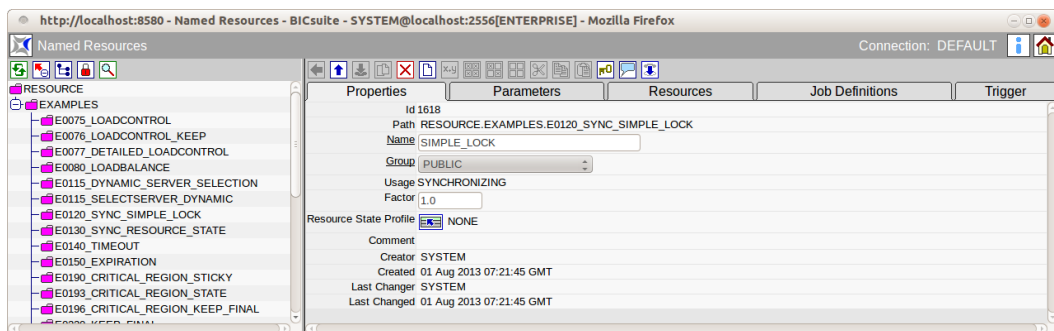 http://localhost:8580 - Named Resources - BICsuite - SYSTEM@localhost:2556[ENTERPRISE] - Mozilla Firefox
Named Resources
Connection: DEFAULT
RESOURCE
EXAMPLES
E0075_LOADCONTROL
E0076_LOADCONTROL_KEEP
E0077_DETAILED_LOADCONTROL
E0080_LOADBALANCE
E0115_DYNAMIC_SERVER_SELECTION
E0115_SELECTSERVER_DYNAMIC
E0120_SYNC_SIMPLE_LOCK
E0130_SYNC_RESOURCE_STATE
E0140_TIMEOUT
E0150_EXPIRATION
E0190_CRITICAL_REGION_STICKY
E0193_CRITICAL_REGION_STATE
E0196_CRITICAL_REGION_KEEP_FINAL
x-y
Properties Parameters Resources Job Definitions Trigger
Id 1618
Path RESOURCE.EXAMPLES.E0120_SYNC_SIMPLE_LOCK
Name SIMPLE_LOCK
Group PUBLIC
Usage SYNCHRONIZING
Factor 1.0
Resource State Profile NONE
Comment
Creator SYSTEM
Created 01 Aug 2013 07:21:45 GMT
Last Changer SYSTEM
Last Changed 01 Aug 2013 07:21:45 GMT